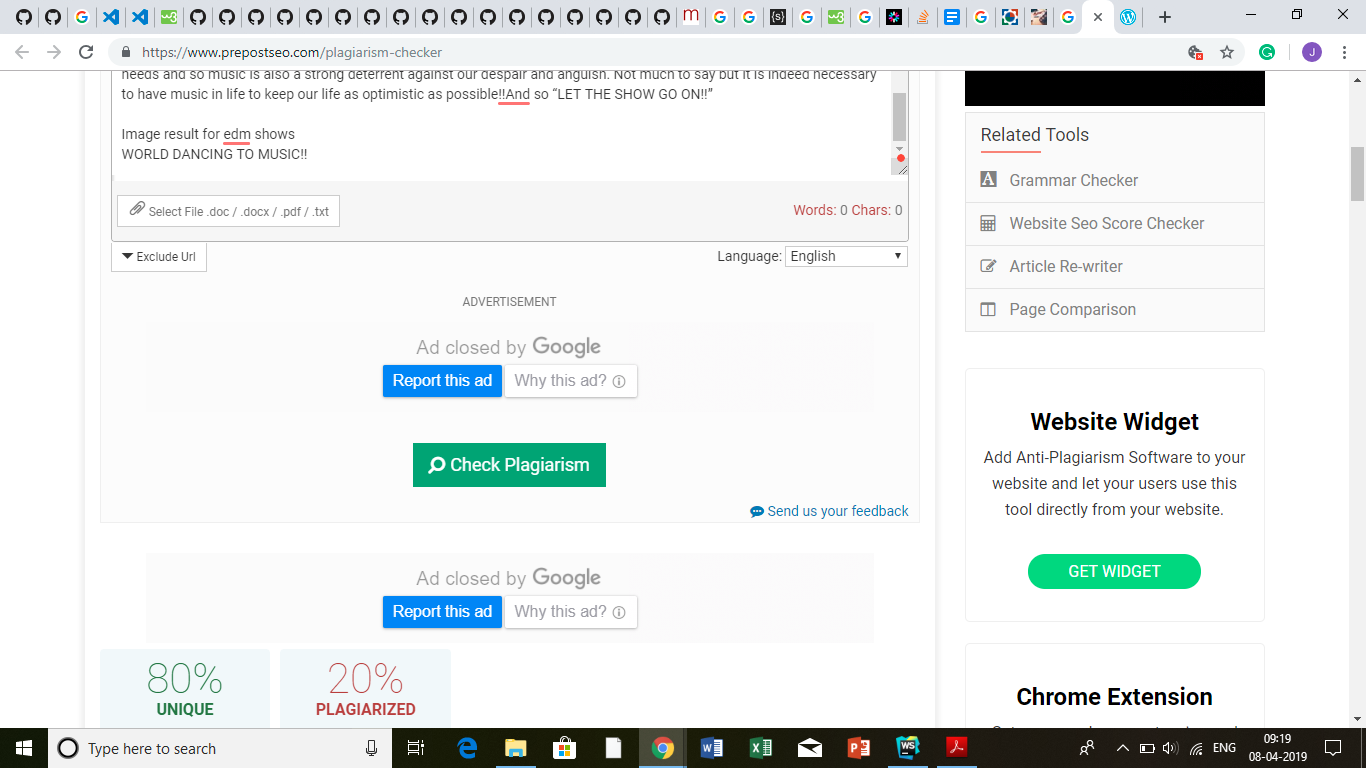 https://www.prepostseo.com/plagiarism-checker
J
needs and so music is also a strong deterrent against our despair and anguish. Not much to say but it is indeed necessary
to have music in life to keep our life as optimistic as possible!!And so “LET THE SHOW GO ON!!”
Image result for edm shows
WORLD DANCING TO MUSIC!!
Select File .doc / .docx / .pdf / .txt
Words: 0 Chars: 0
Exclude Url
Language: English
ADVERTISEMENT
Ad closed by Google
Report this ad
Why this ad?
Check Plagiarism
Send us your feedback
Ad closed by Google
Report this ad
Why this ad?
80%
UNIQUE
20%
PLAGIARIZED
Related Tools
Grammar Checker
Website Seo Score Checker
Article Re-writer
Page Comparison
Website Widget
Add Anti-Plagiarism Software to your
website and let your users use this
tool directly from your website.
GET WIDGET
Chrome Extension
Type here to search
ENG
09:19
08-04-2019